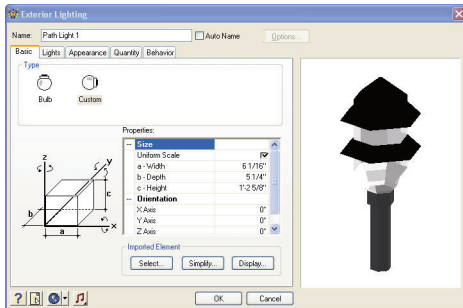 Exterior Lighting
Name: Path Light 1 Auto Name Options...
Basic Lights Appearance Quantity Behavior
Type
Bulb Custom
Properties:
Size
Uniform Scale
a - Width 6 1/16"
b - Depth 5 1/4"
c - Height 1'-2 5/8"
Orientation
X Axis 0°
Y Axis 0°
Z Axis 0°
z
y
c
b
x
a
Imported Element
Select... Simplify... Display...
OK Cancel